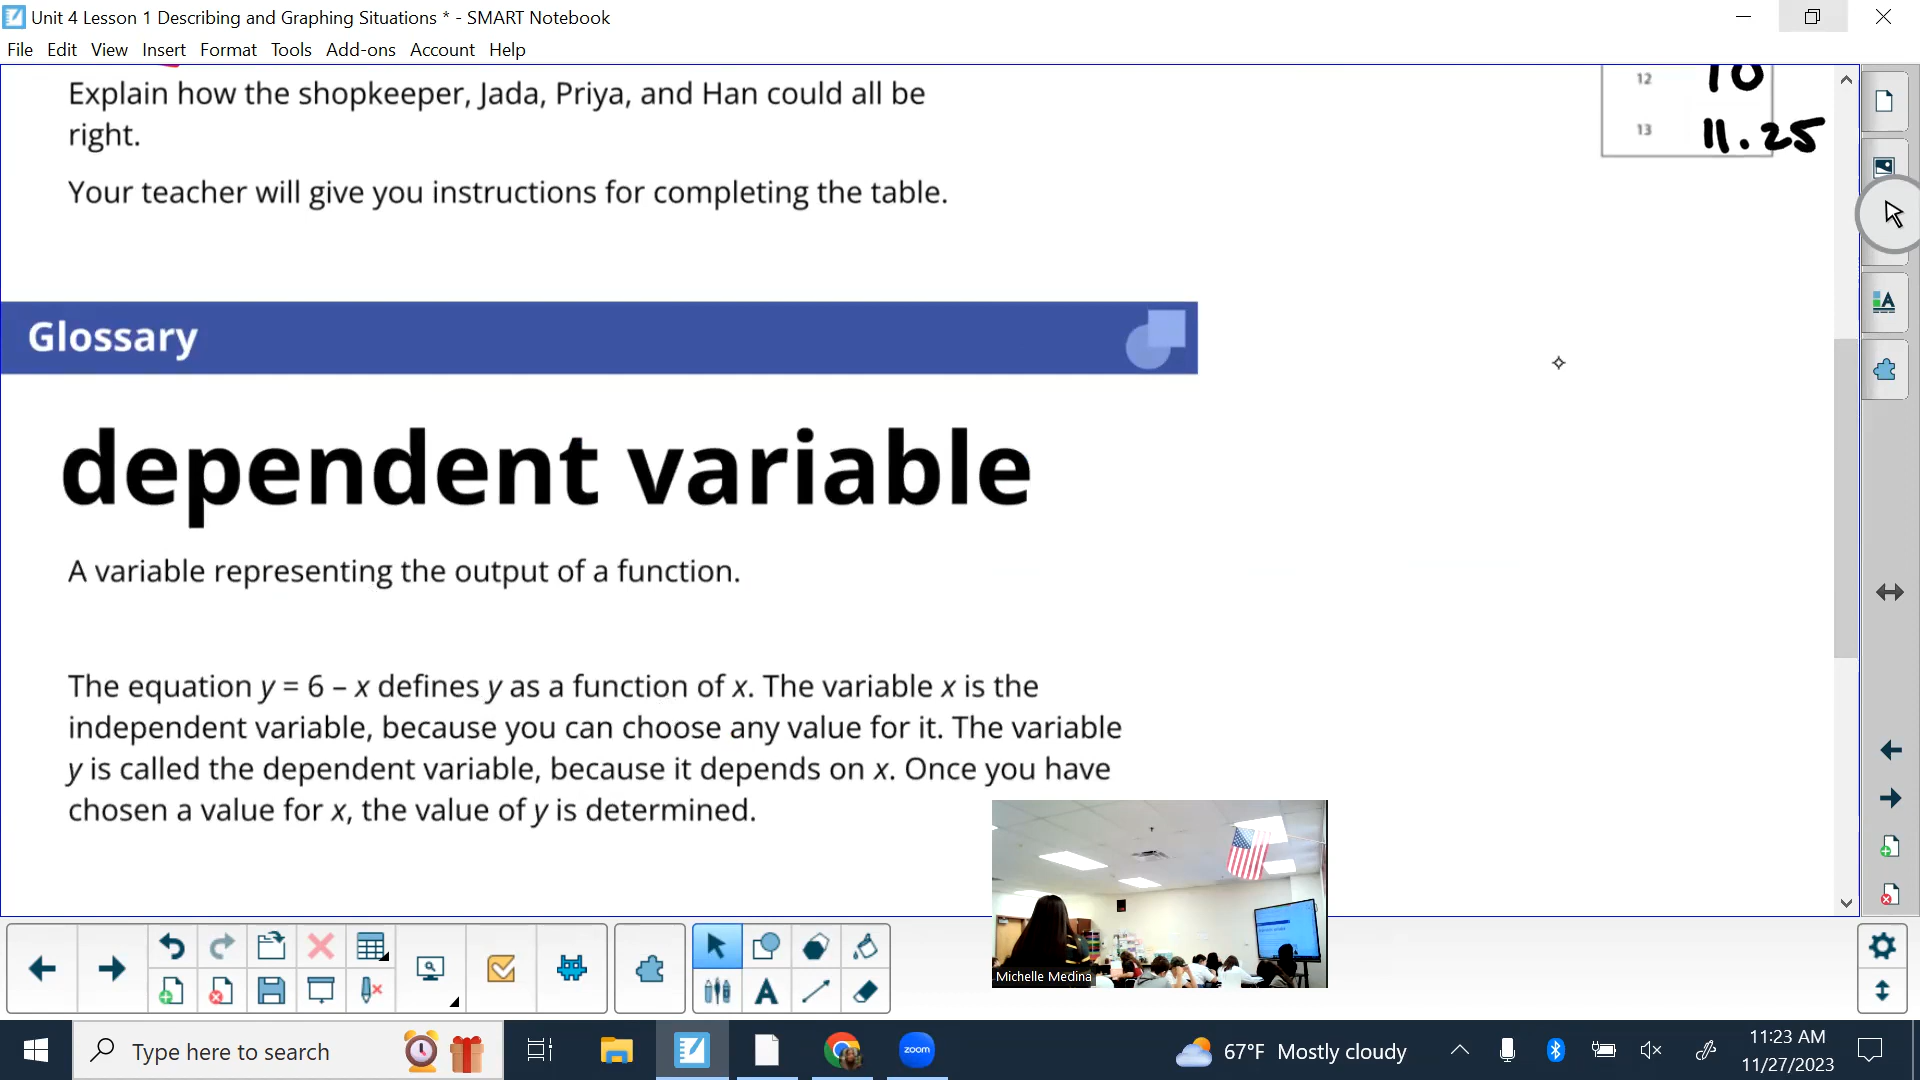 Unit 4 Lesson 1 Describing and Graphing Situations * - SMART Notebook
File Edit View Insert Format Tools Add-ons Account Help
Explain how the shopkeeper, Jada, Priya, and Han could all be
right.
Your teacher will give you instructions for completing the table.
12 10
13 11.25
Glossary
dependent variable
A variable representing the output of a function.
The equation y = 6 – x defines y as a function of x. The variable x is the
independent variable, because you can choose any value for it. The variable
y is called the dependent variable, because it depends on x. Once you have
chosen a value for x, the value of y is determined.
Michelle Medina
Type here to search
zoom
67°F Mostly cloudy
11:23 AM
11/27/2023